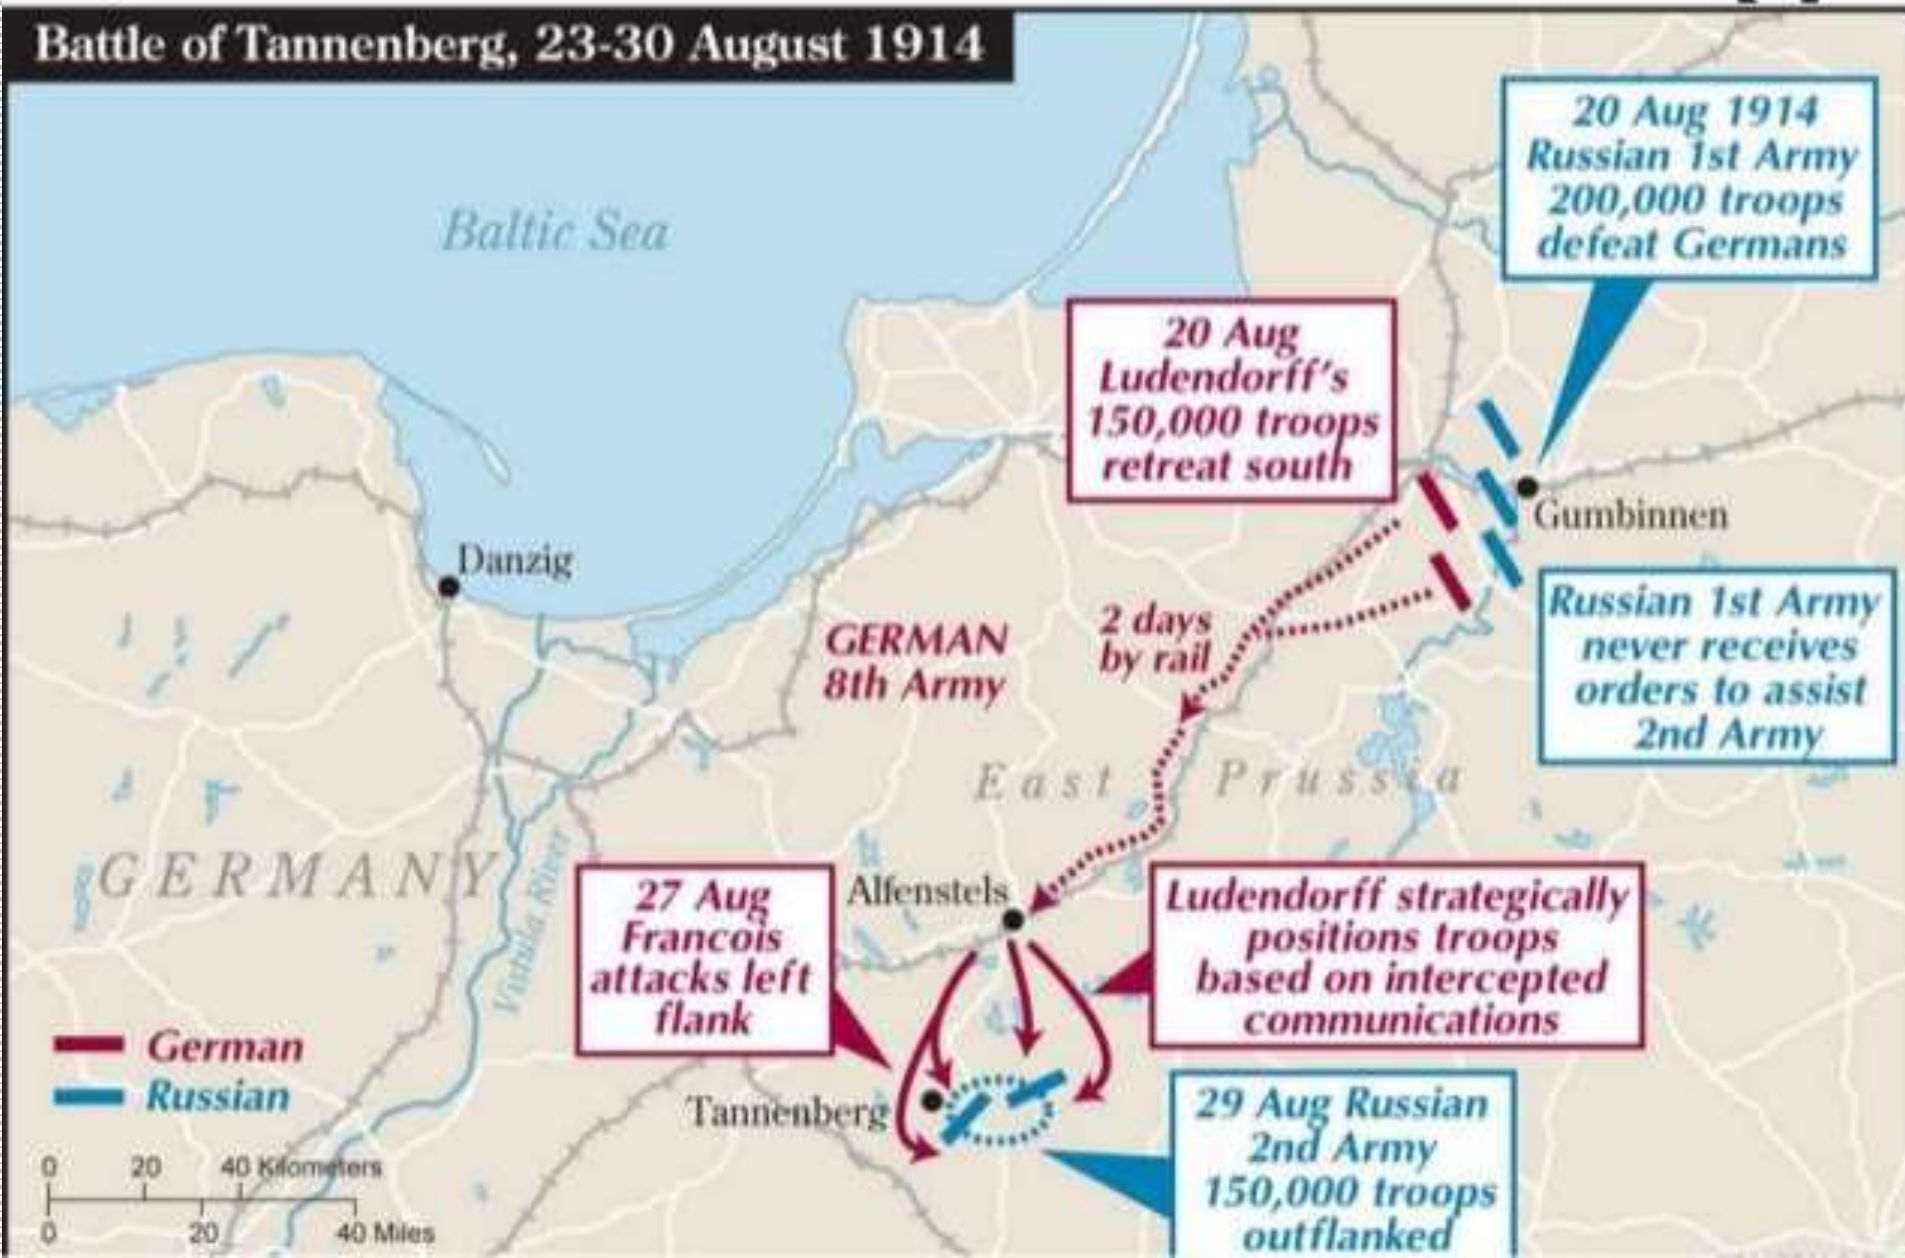 Battle of Tannenberg, 23-30 August 1914
20 Aug 1914
Russian 1st Army
200,000 troops
defeat Germans
Baltic Sea
20 Aug
Ludendorff's
150,000 troops
retreat south
Gumbinnen
Danzig
Russian 1st Army
never receives
orders to assist
2nd Army
2 days
by rail
GERMAN
8th Army
East Prussia
GERMANY
Vistula River
27 Aug
Francois
attacks left
flank
Alfenstels
Ludendorff strategically
positions troops
based on intercepted
communications
German
Russian
Tannenberg
29 Aug Russian
2nd Army
150,000 troops
outflanked
0 20 40 Kilometers
0 20 40 Miles